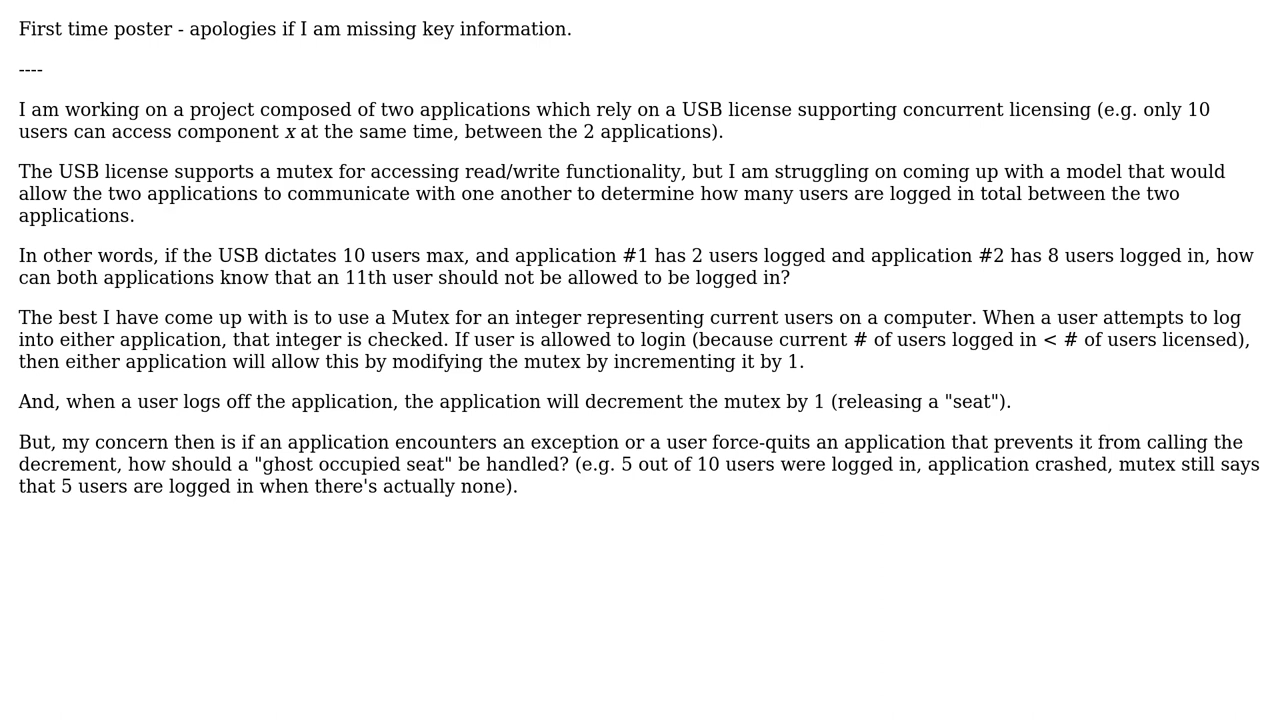 First time poster - apologies if I am missing key information.
----
I am working on a project composed of two applications which rely on a USB license supporting concurrent licensing (e.g. only 10
users can access component x at the same time, between the 2 applications).
The USB license supports a mutex for accessing read/write functionality, but I am struggling on coming up with a model that would
allow the two applications to communicate with one another to determine how many users are logged in total between the two
applications.
In other words, if the USB dictates 10 users max, and application #1 has 2 users logged and application #2 has 8 users logged in, how
can both applications know that an 11th user should not be allowed to be logged in?
The best I have come up with is to use a Mutex for an integer representing current users on a computer. When a user attempts to log
into either application, that integer is checked. If user is allowed to login (because current # of users logged in < # of users licensed),
then either application will allow this by modifying the mutex by incrementing it by 1.
And, when a user logs off the application, the application will decrement the mutex by 1 (releasing a "seat").
But, my concern then is if an application encounters an exception or a user force-quits an application that prevents it from calling the
decrement, how should a "ghost occupied seat" be handled? (e.g. 5 out of 10 users were logged in, application crashed, mutex still says
that 5 users are logged in when there's actually none).